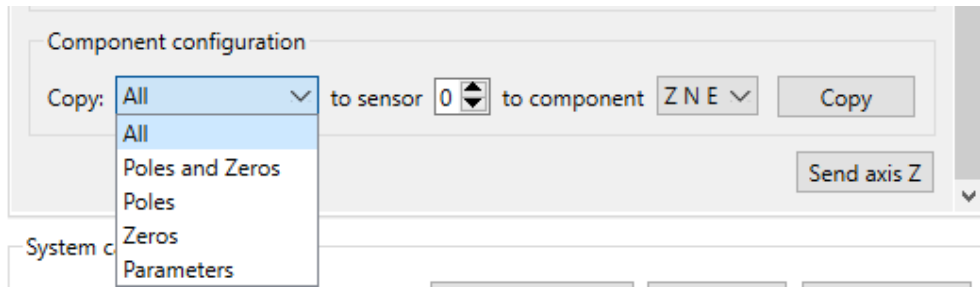 Component configuration
Copy: All to sensor 0 to component Z N E Copy
All
Poles and Zeros
Poles
Zeros
Parameters
Send axis Z
System c